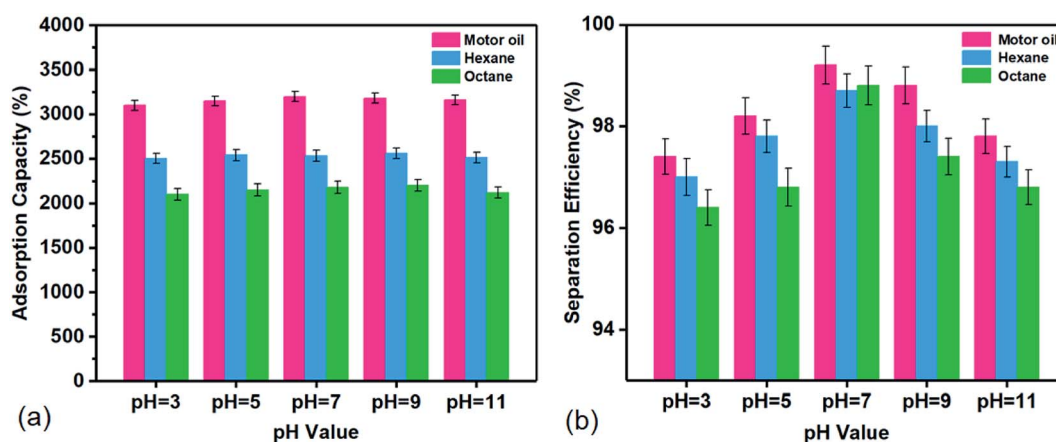 4000
3500
3000
2500
2000
1500
1000
500
0
Adsorption Capacity (%)
Motor oil
Hexane
Octane
pH=3 pH=5 pH=7 pH=9 pH=11
pH Value
(a)
100
98
96
94
Separation Efficiency (%)
Motor oil
Hexane
Octane
pH=3 pH=5 pH=7 pH=9 pH=11
pH Value
(b)